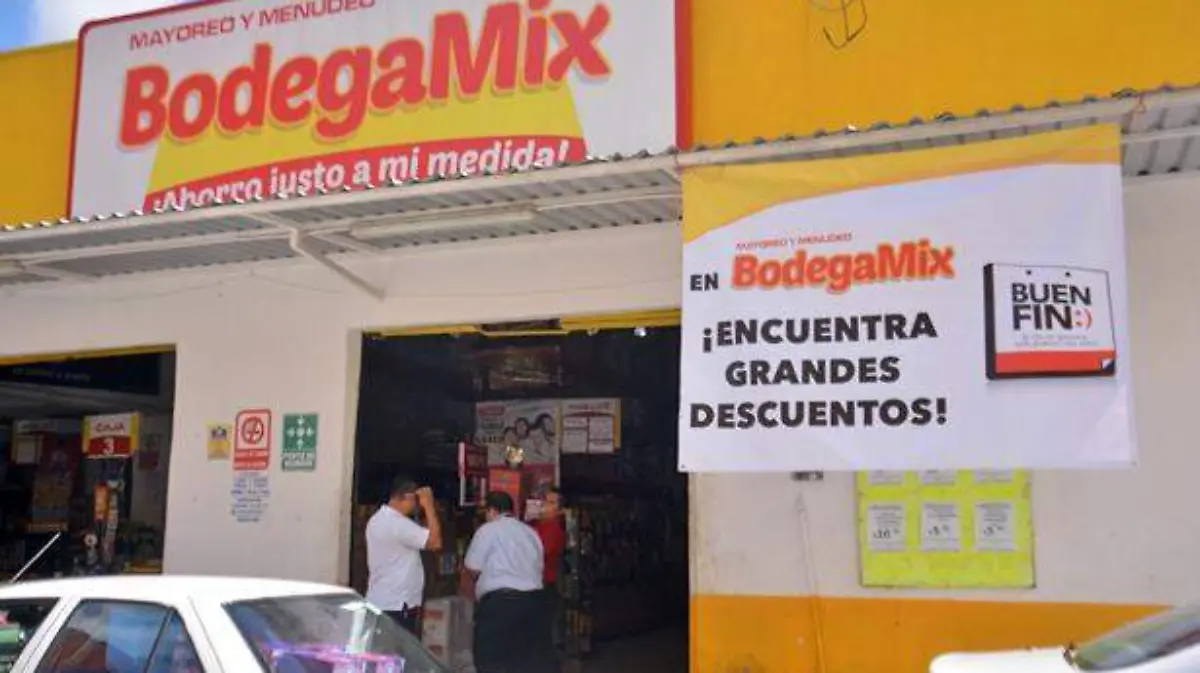 MAYOREO Y MENUDEO
BodegaMix
¡Ahorro justo a mi medida!
MAYOREO Y MENUDEO
EN BodegaMix
¡ENCUENTRA
GRANDES
DESCUENTOS!
BUEN
FIN:)
CAJA
3